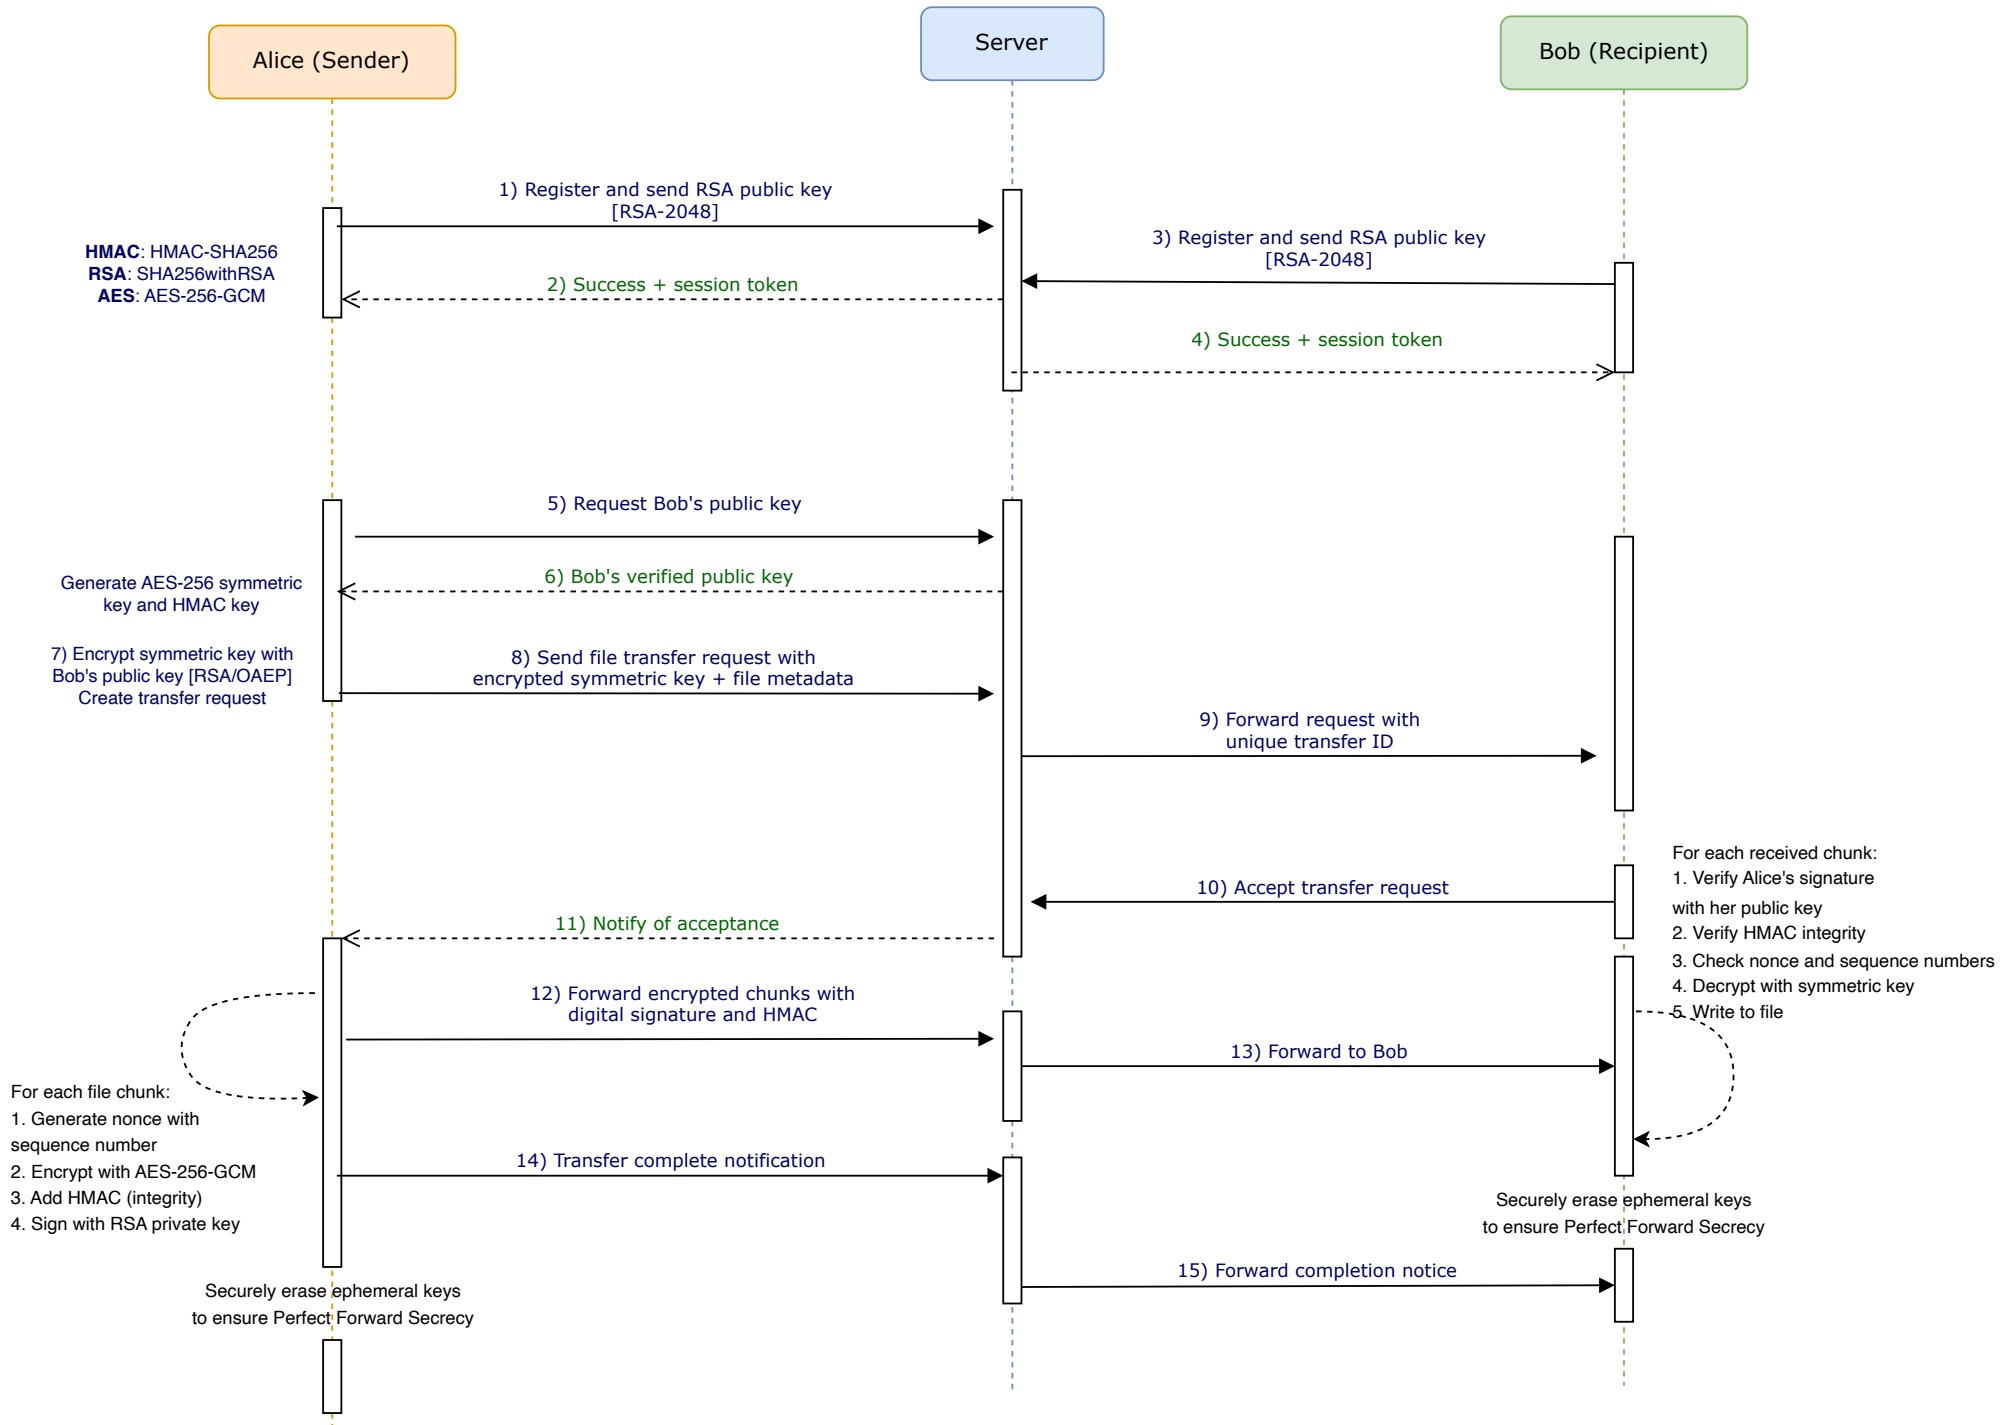 Alice (Sender)
Server
Bob (Recipient)
1) Register and send RSA public key
[RSA-2048]
3) Register and send RSA public key
[RSA-2048]
HMAC: HMAC-SHA256
RSA: SHA256withRSA
AES: AES-256-GCM
2) Success + session token
4) Success + session token
5) Request Bob's public key
6) Bob's verified public key
Generate AES-256 symmetric
key and HMAC key
7) Encrypt symmetric key with
Bob's public key [RSA/OAEP]
Create transfer request
8) Send file transfer request with
encrypted symmetric key + file metadata
9) Forward request with
unique transfer ID
10) Accept transfer request
For each received chunk:
1. Verify Alice's signature
with her public key
2. Verify HMAC integrity
3. Check nonce and sequence numbers
4. Decrypt with symmetric key
5. Write to file
11) Notify of acceptance
12) Forward encrypted chunks with
digital signature and HMAC
13) Forward to Bob
For each file chunk:
1. Generate nonce with
sequence number
2. Encrypt with AES-256-GCM
3. Add HMAC (integrity)
4. Sign with RSA private key
14) Transfer complete notification
Securely erase ephemeral keys
to ensure Perfect Forward Secrecy
15) Forward completion notice
Securely erase ephemeral keys
to ensure Perfect Forward Secrecy